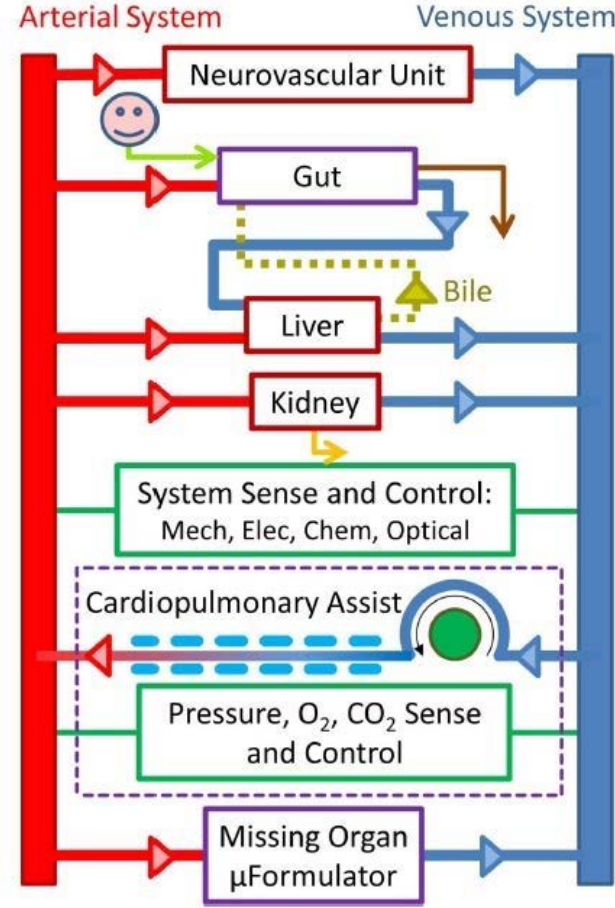 Arterial System
Venous System
Neurovascular Unit
Gut
Bile
Liver
Kidney
System Sense and Control:
Mech, Elec, Chem, Optical
Cardiopulmonary Assist
Pressure, O₂, CO₂ Sense
and Control
Missing Organ
µFormulator